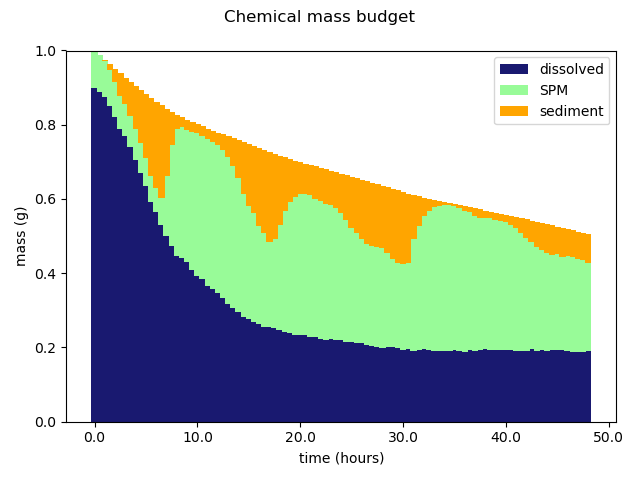 Chemical mass budget
1.0
0.8
0.6
0.4
0.2
0.0
mass (g)
dissolved
SPM
sediment
0.0 10.0 20.0 30.0 40.0 50.0
time (hours)